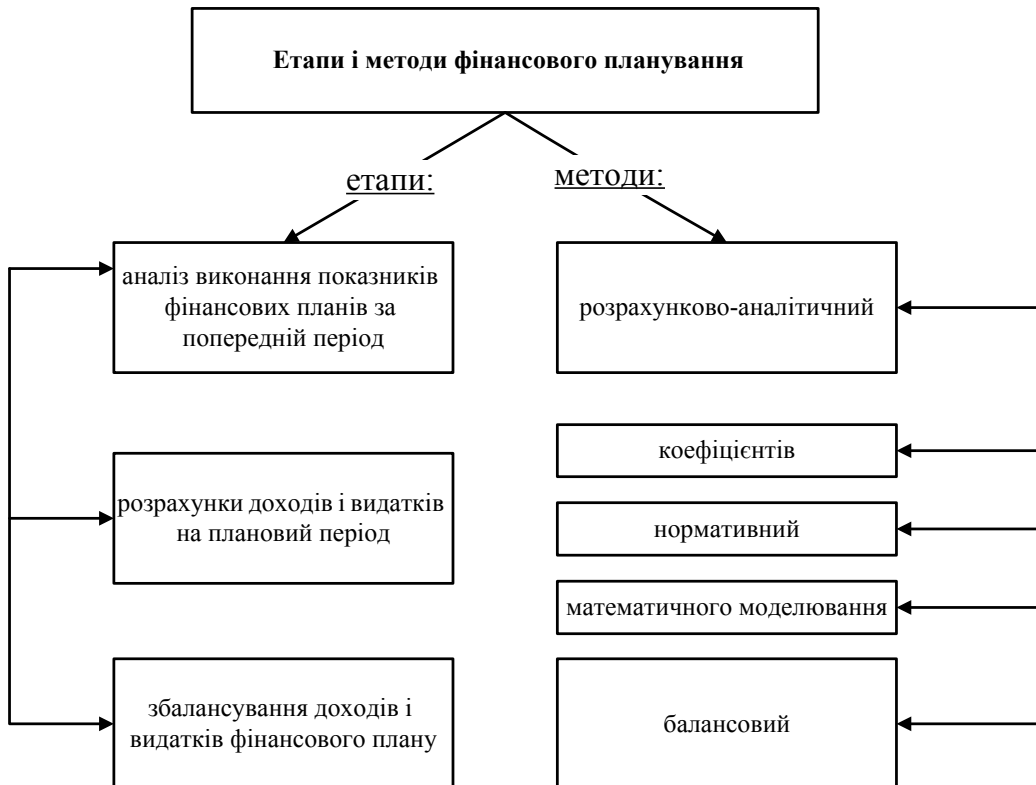 Етапи і методи фінансового планування
етапи:
методи:
аналіз виконання показників
фінансових планів за
попередній період
розрахунково-аналітичний
коефіцієнтів
розрахунки доходів і видатків
на плановий період
нормативний
математичного моделювання
збалансування доходів і
видатків фінансового плану
балансовий